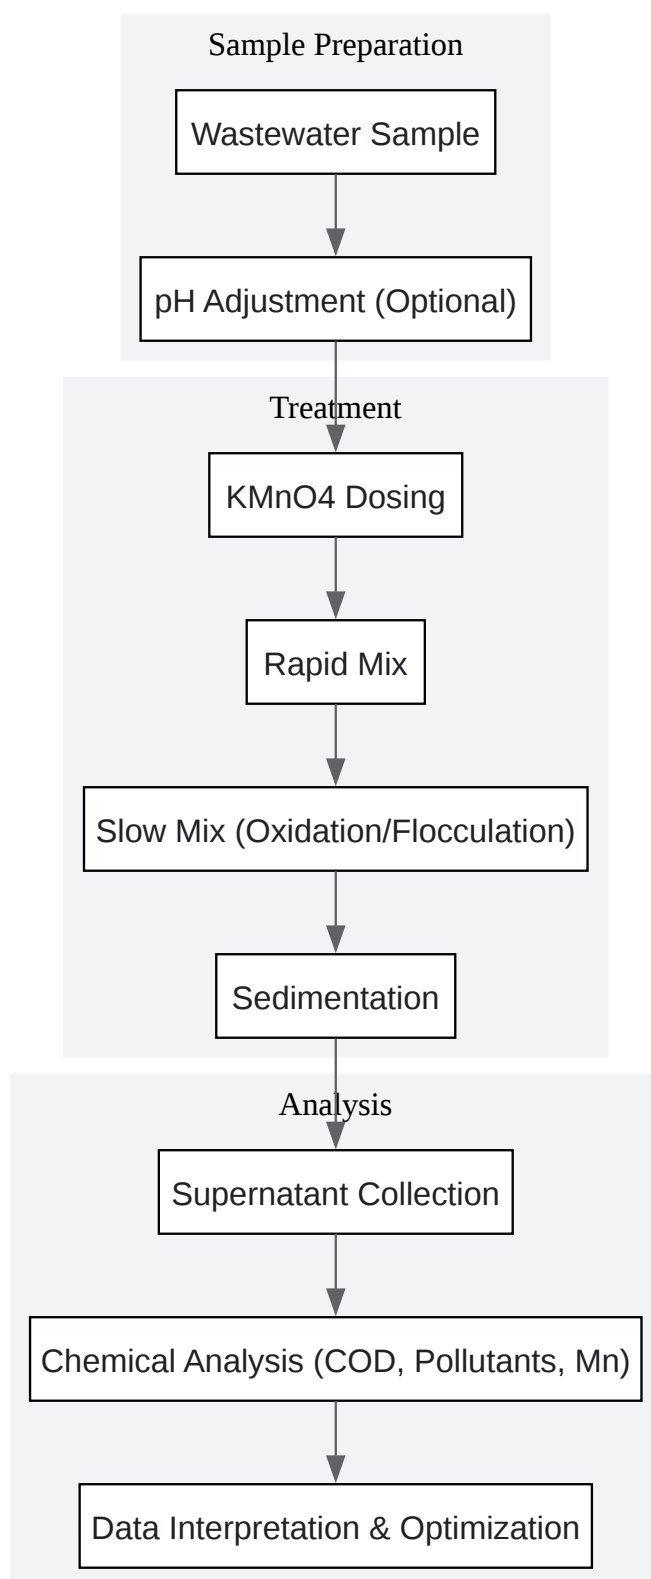 Sample Preparation
Wastewater Sample
pH Adjustment (Optional)
Treatment
KMnO4 Dosing
Rapid Mix
Slow Mix (Oxidation/Flocculation)
Sedimentation
Analysis
Supernatant Collection
Chemical Analysis (COD, Pollutants, Mn)
Data Interpretation & Optimization